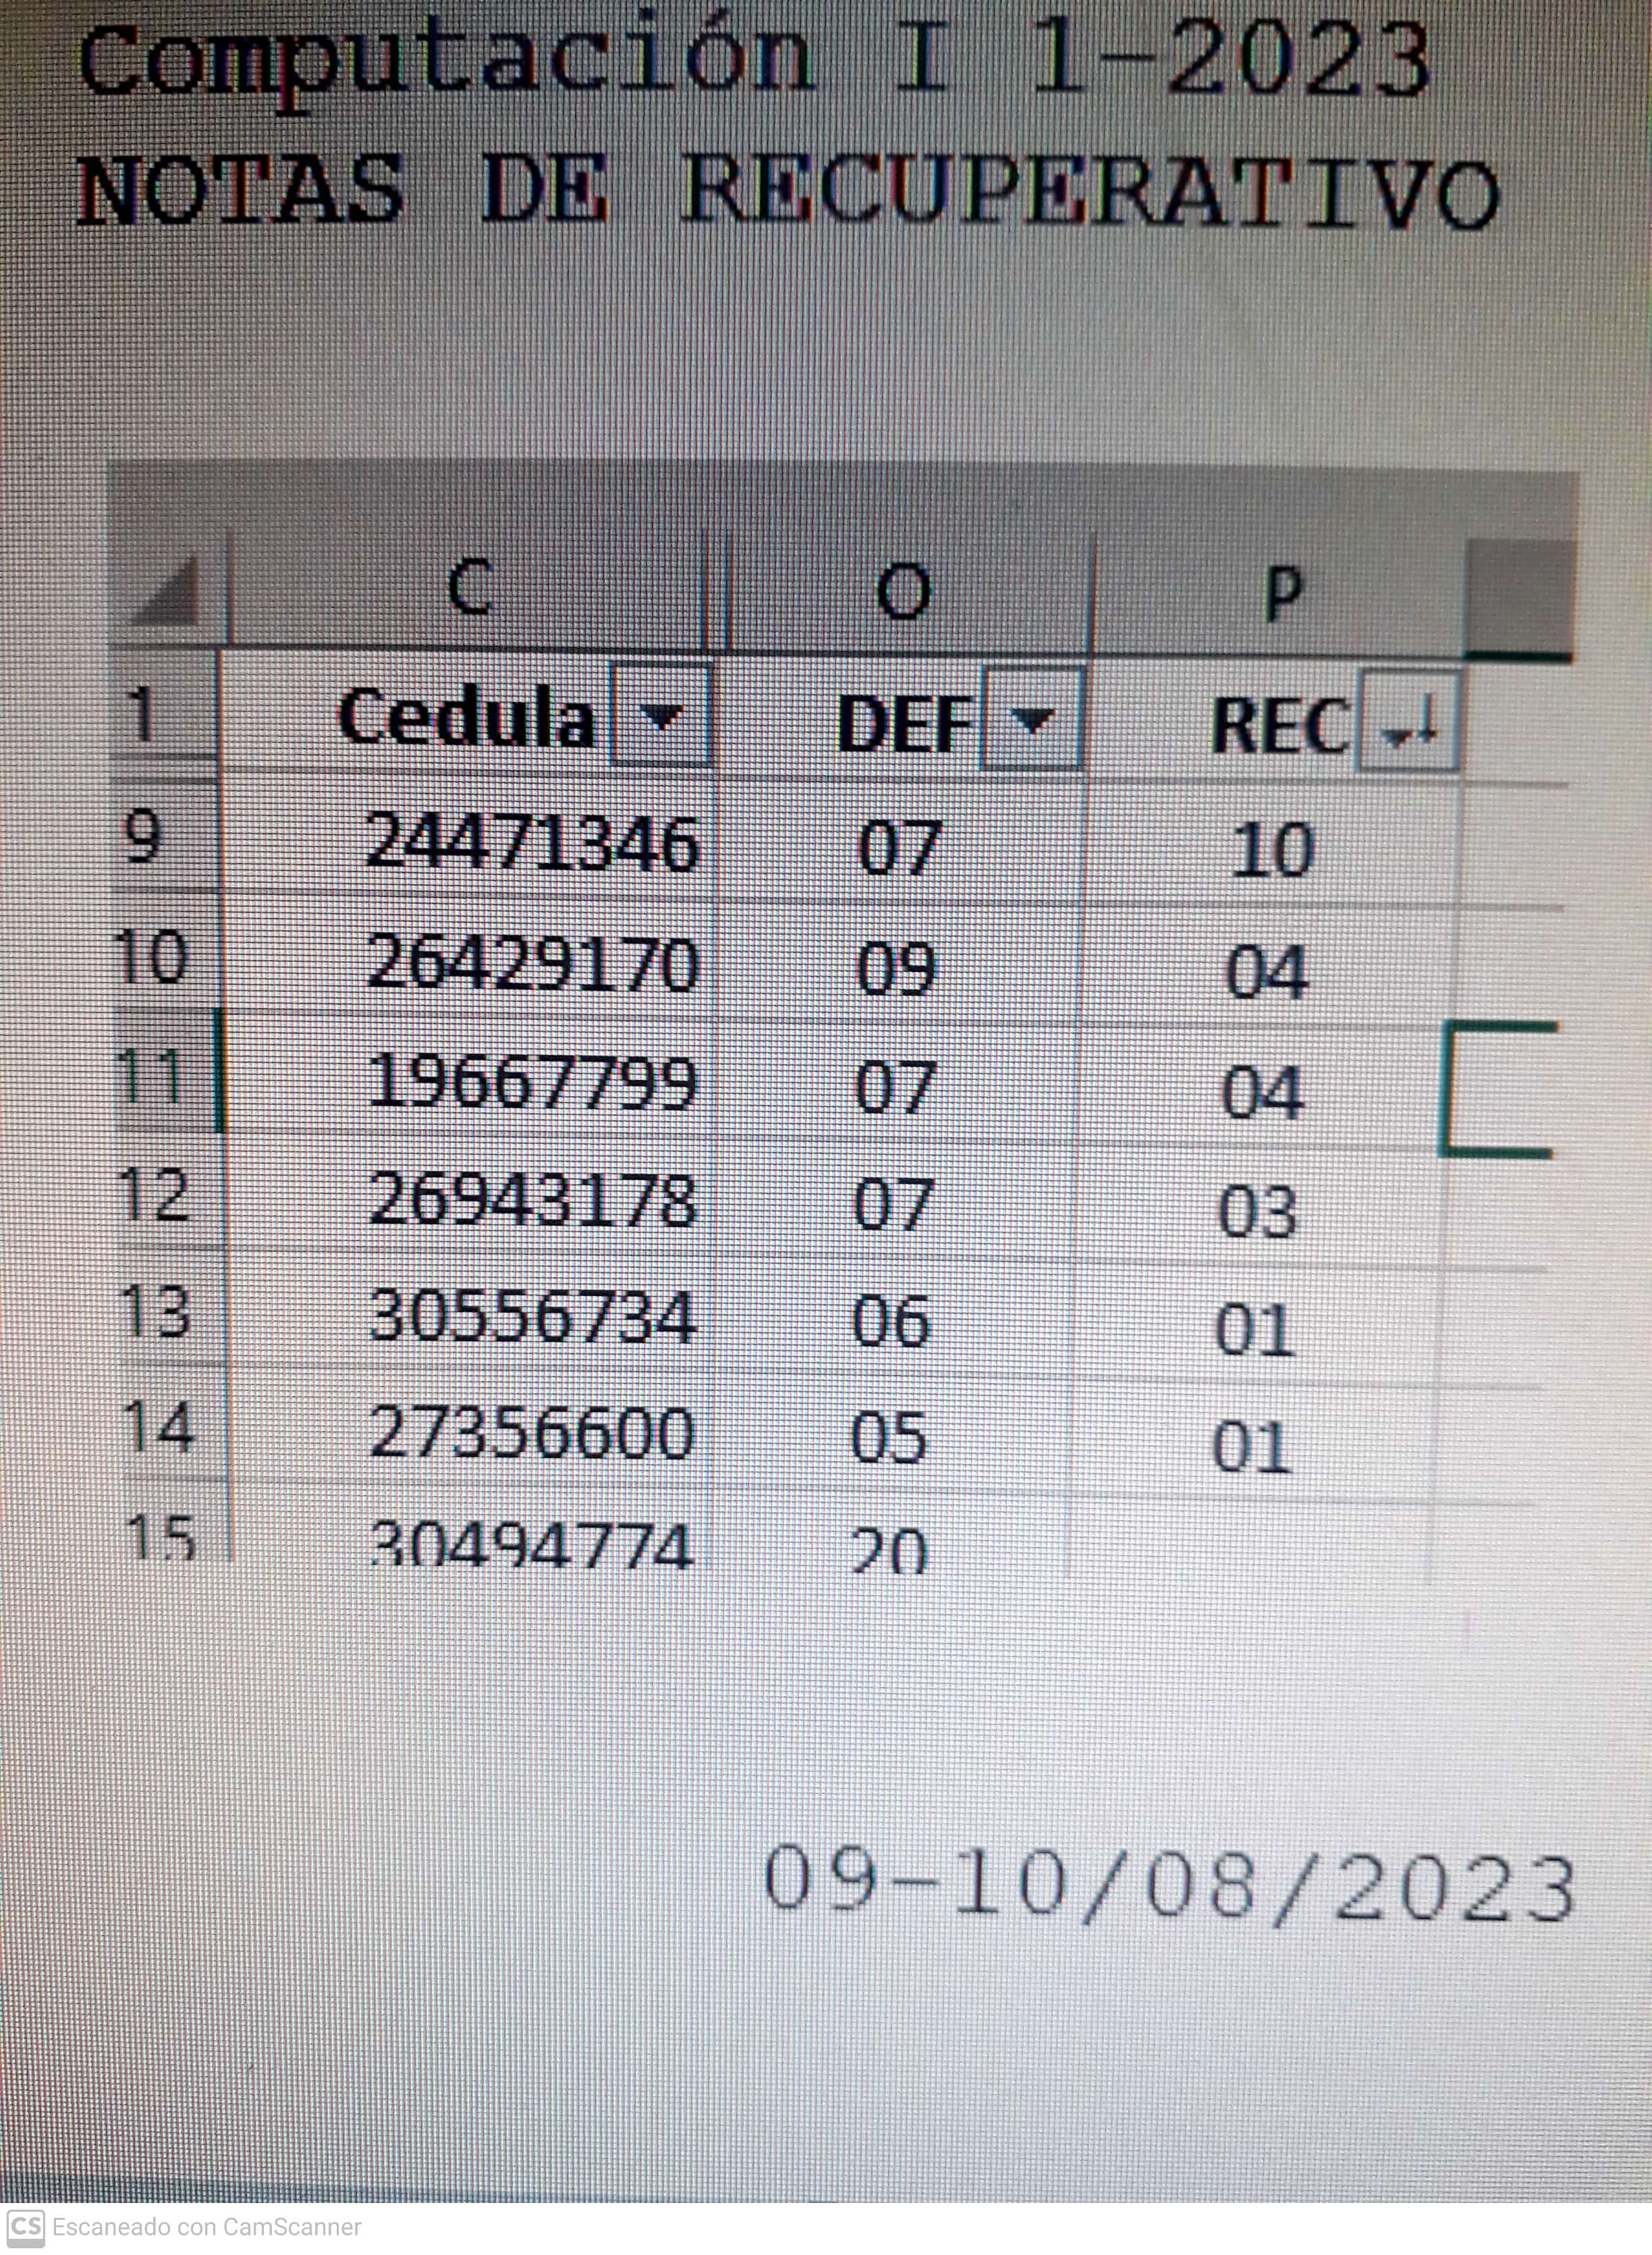 Computación I 1-2023
NOTAS DE RECUPERATIVO
C O P
1 Cedula DEF REC
9 24471346 07 10
10 26429170 09 04
11 19667799 07 04
12 26943178 07 03
13 30556734 06 01
14 27356600 05 01
15 30494774 20
09-10/08/2023
CS Escaneado con CamScanner